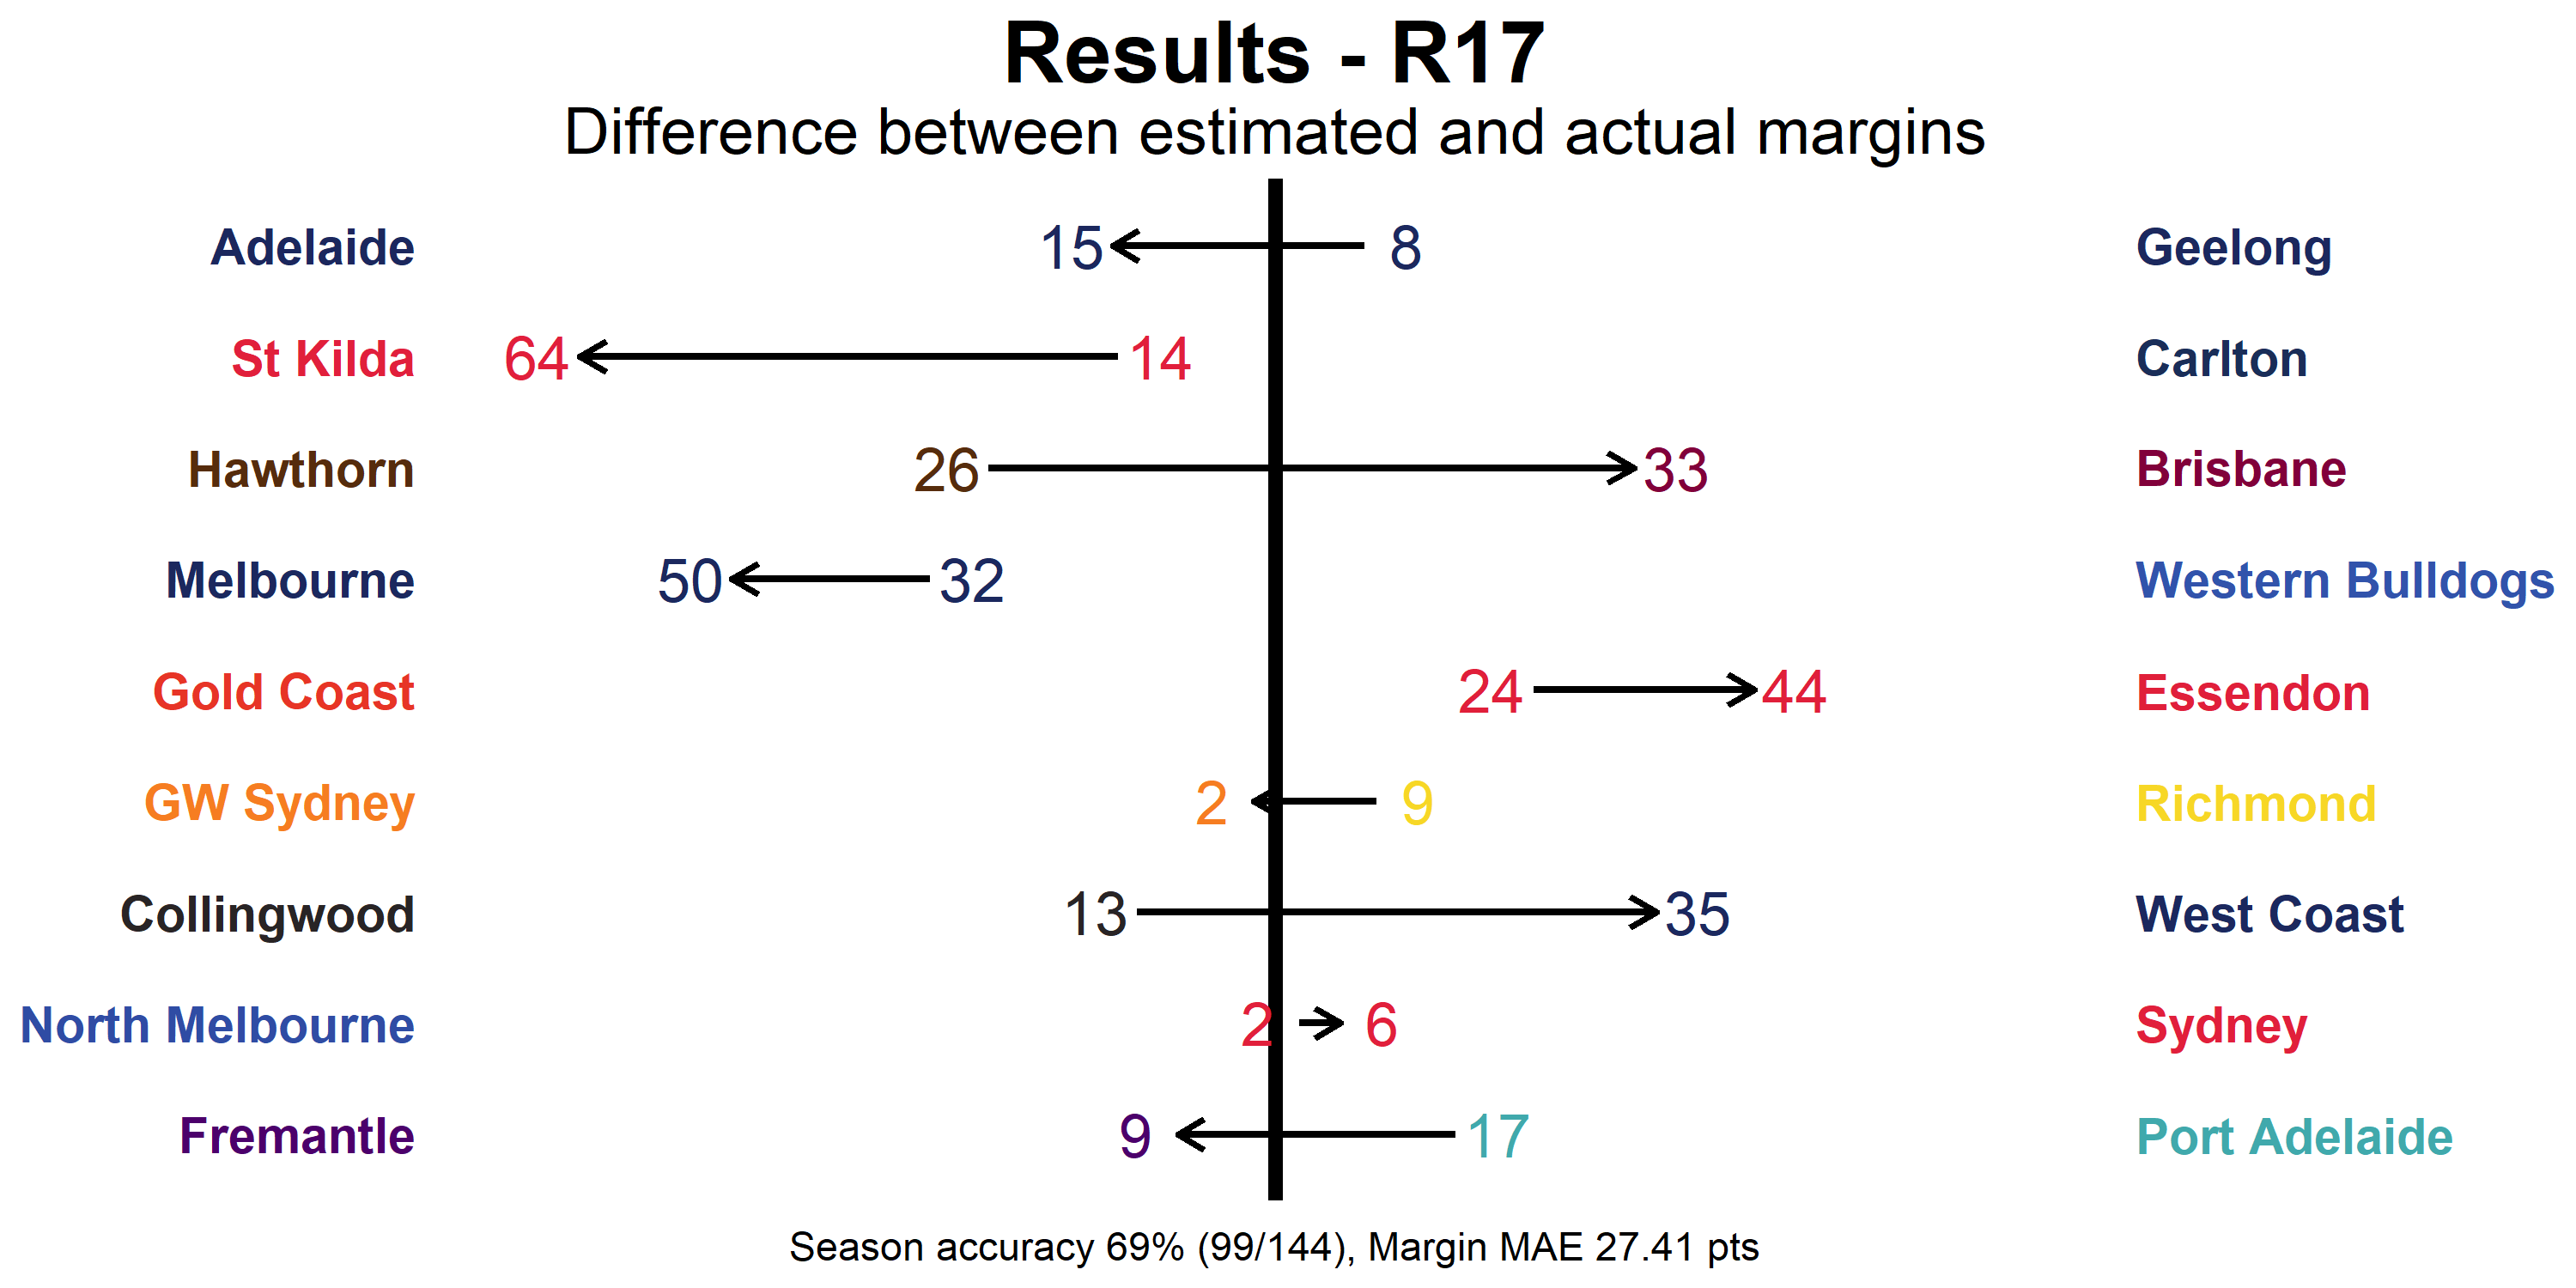 Results - R17
Difference between estimated and actual margins
Adelaide 15 8 Geelong
St Kilda 64 14 Carlton
Hawthorn 26 33 Brisbane
Melbourne 50 32 Western Bulldogs
Gold Coast 24 44 Essendon
GW Sydney 2 9 Richmond
Collingwood 13 35 West Coast
North Melbourne 2 6 Sydney
Fremantle 9 17 Port Adelaide
Season accuracy 69% (99/144), Margin MAE 27.41 pts